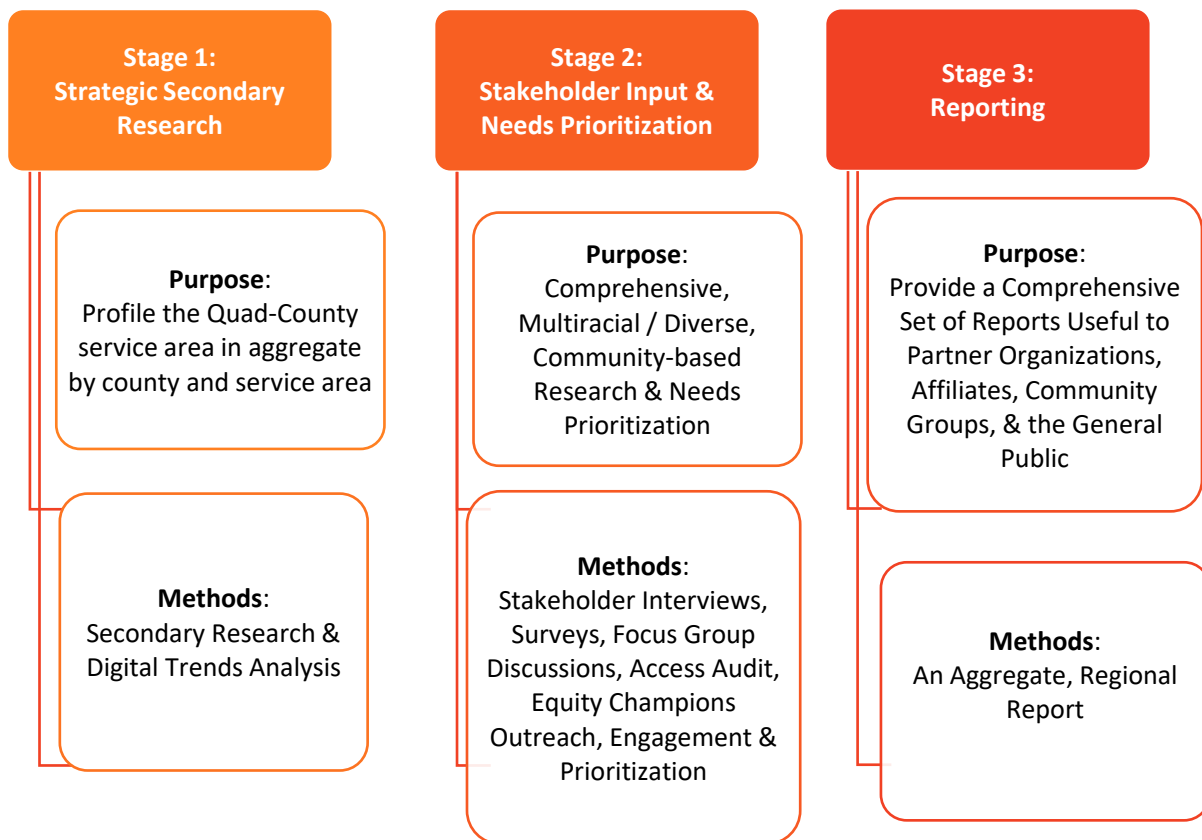 Stage 1:
Strategic Secondary
Research
Purpose:
Profile the Quad-County
service area in aggregate
by county and service area
Methods:
Secondary Research &
Digital Trends Analysis
Stage 2:
Stakeholder Input &
Needs Prioritization
Purpose:
Comprehensive,
Multiracial / Diverse,
Community-based
Research & Needs
Prioritization
Methods:
Stakeholder Interviews,
Surveys, Focus Group
Discussions, Access Audit,
Equity Champions
Outreach, Engagement &
Prioritization
Stage 3:
Reporting
Purpose:
Provide a Comprehensive
Set of Reports Useful to
Partner Organizations,
Affiliates, Community
Groups, & the General
Public
Methods:
An Aggregate, Regional
Report